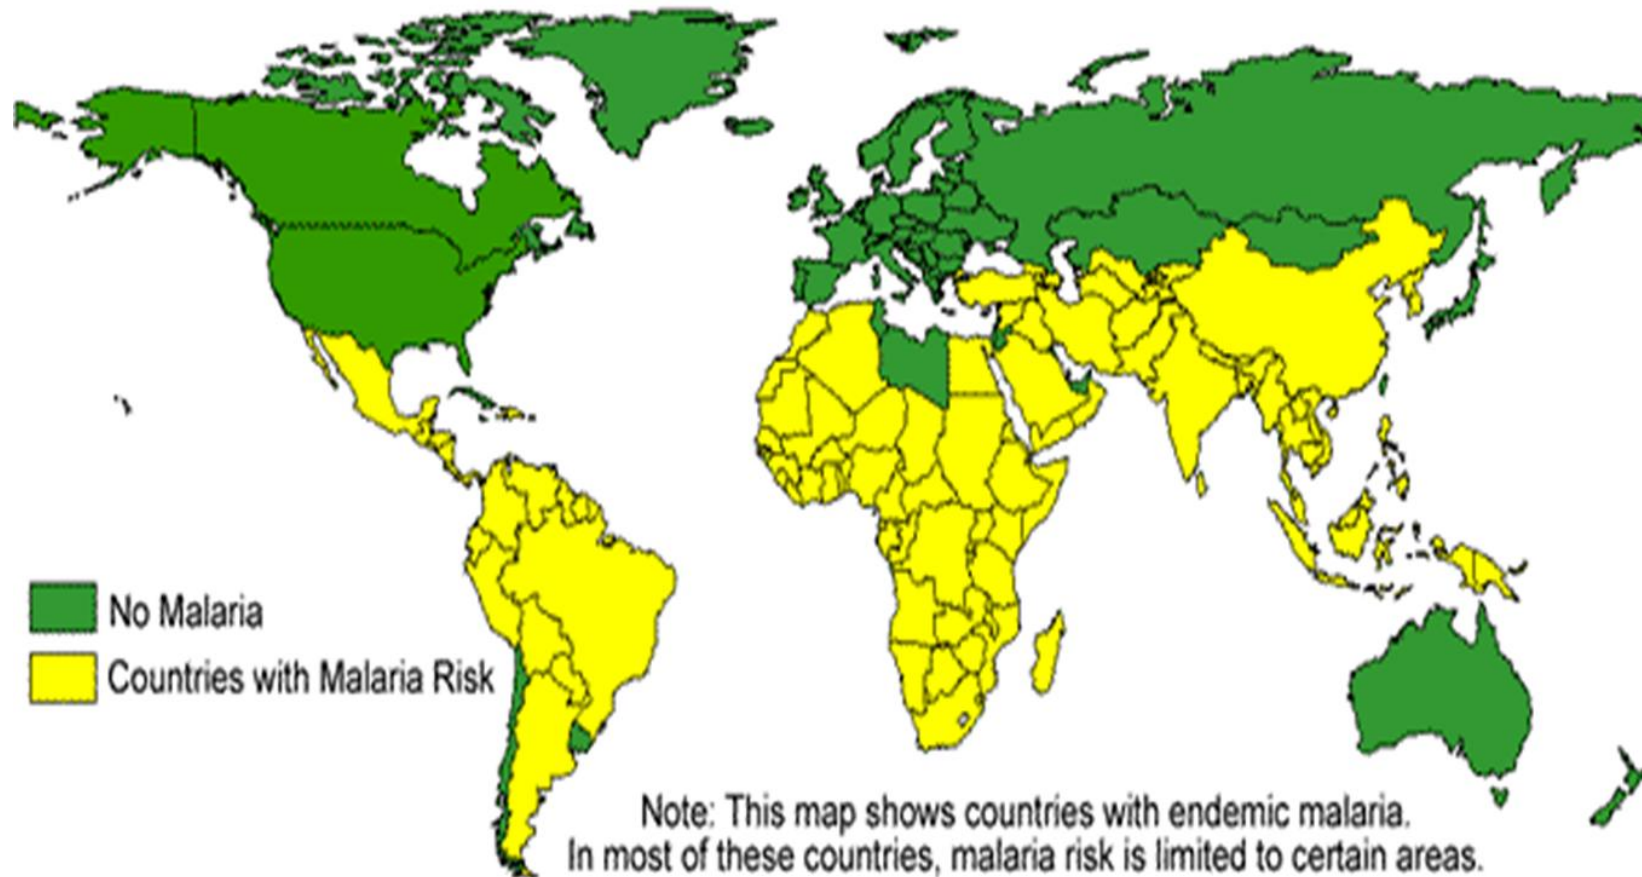 No Malaria
Countries with Malaria Risk
Note: This map shows countries with endemic malaria.
In most of these countries, malaria risk is limited to certain areas.